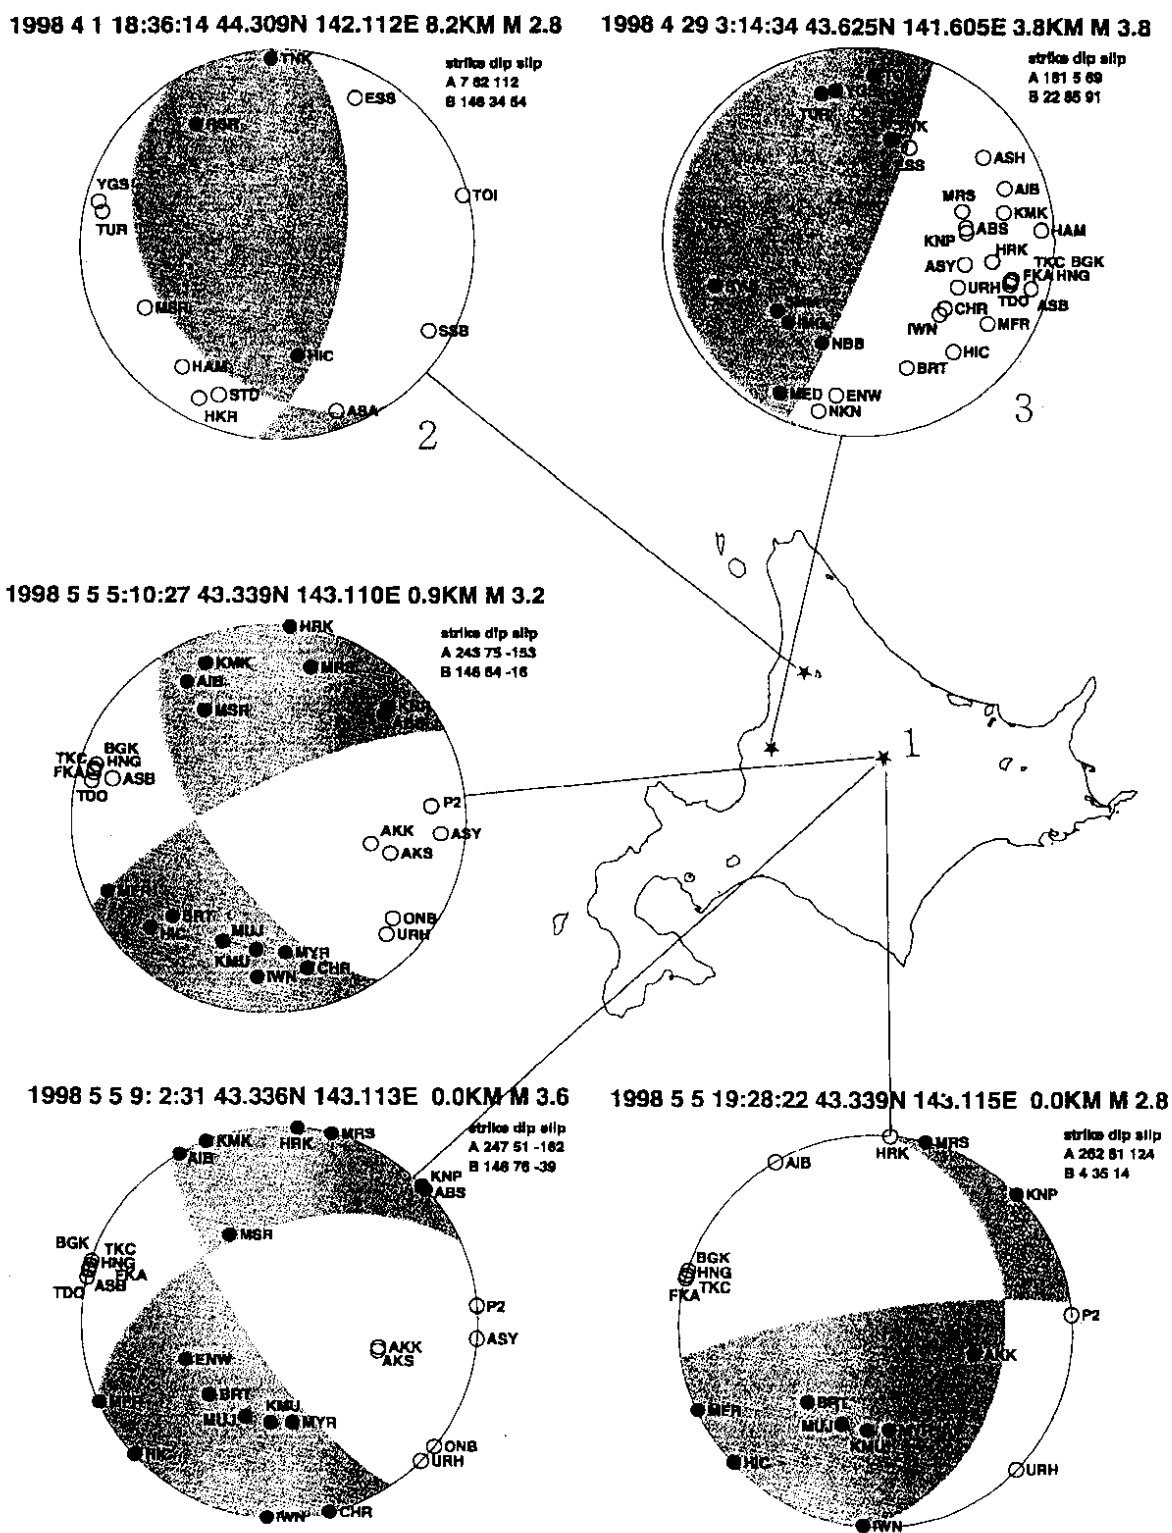 1998 4 1 18:36:14 44.309N 142.112E 8.2KM M 2.8
strike dip slip
A 7 62 112
B 146 34 54
TNK
ESS
RSR
YGS
TUR
TOI
MSR
SSB
HIC
HAM
STD
HKR
ASA
2
1998 4 29 3:14:34 43.625N 141.605E 3.8KM M 3.8
strike dip slip
A 181 5 69
B 22 85 91
TUR
ASH
AIB
MRS
KMK
ABS
HAM
KNP
HRK
ASY
TKC BGK
FKA HNG
URH
TDO
ASB
CHR
IWN
MFR
HIC
NBB
BRT
MED
ENW
NKN
3
1998 5 5 5:10:27 43.339N 143.110E 0.9KM M 3.2
strike dip slip
A 243 75 -153
B 146 64 -16
HRK
KMK
MRS
AIB
MSR
BGK
TKC
HNG
FKA
ASB
TDO
P2
AKK
ASY
AKS
MFR
BRT
HIC
MUJ
ONB
URH
KMU
MYR
IWN
CHR
1
1998 5 5 9: 2:31 43.336N 143.113E 0.0KM M 3.6
strike dip slip
A 247 51 -162
B 146 76 -39
KMK
HRK
MRS
AIB
KNP
ABS
MSR
BGK
TKC
HNG
FKA
TDO
ASB
P2
ASY
AKK
AKS
ENW
BRT
MFR
KMU
MUJ
MYR
HIC
ONB
URH
IWN
CHR
1998 5 5 19:28:22 43.339N 143.115E 0.0KM M 2.8
strike dip slip
A 262 81 124
B 4 35 14
HRK
MRS
AIB
KNP
BGK
HNG
TKC
FKA
P2
AKK
BRT
MFR
MUJ
KMU
HIC
URH
IWN